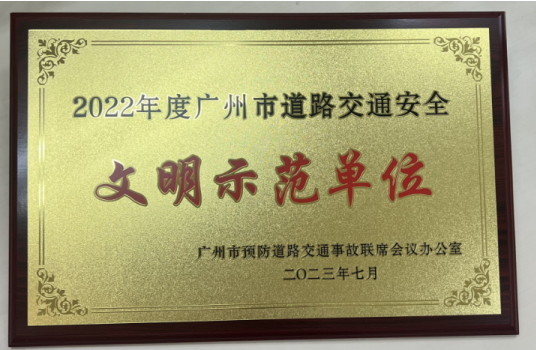 2022年度广州市道路交通安全
文明示范单位
广州市预防道路交通事故联席会议办公室
二〇二三年七月